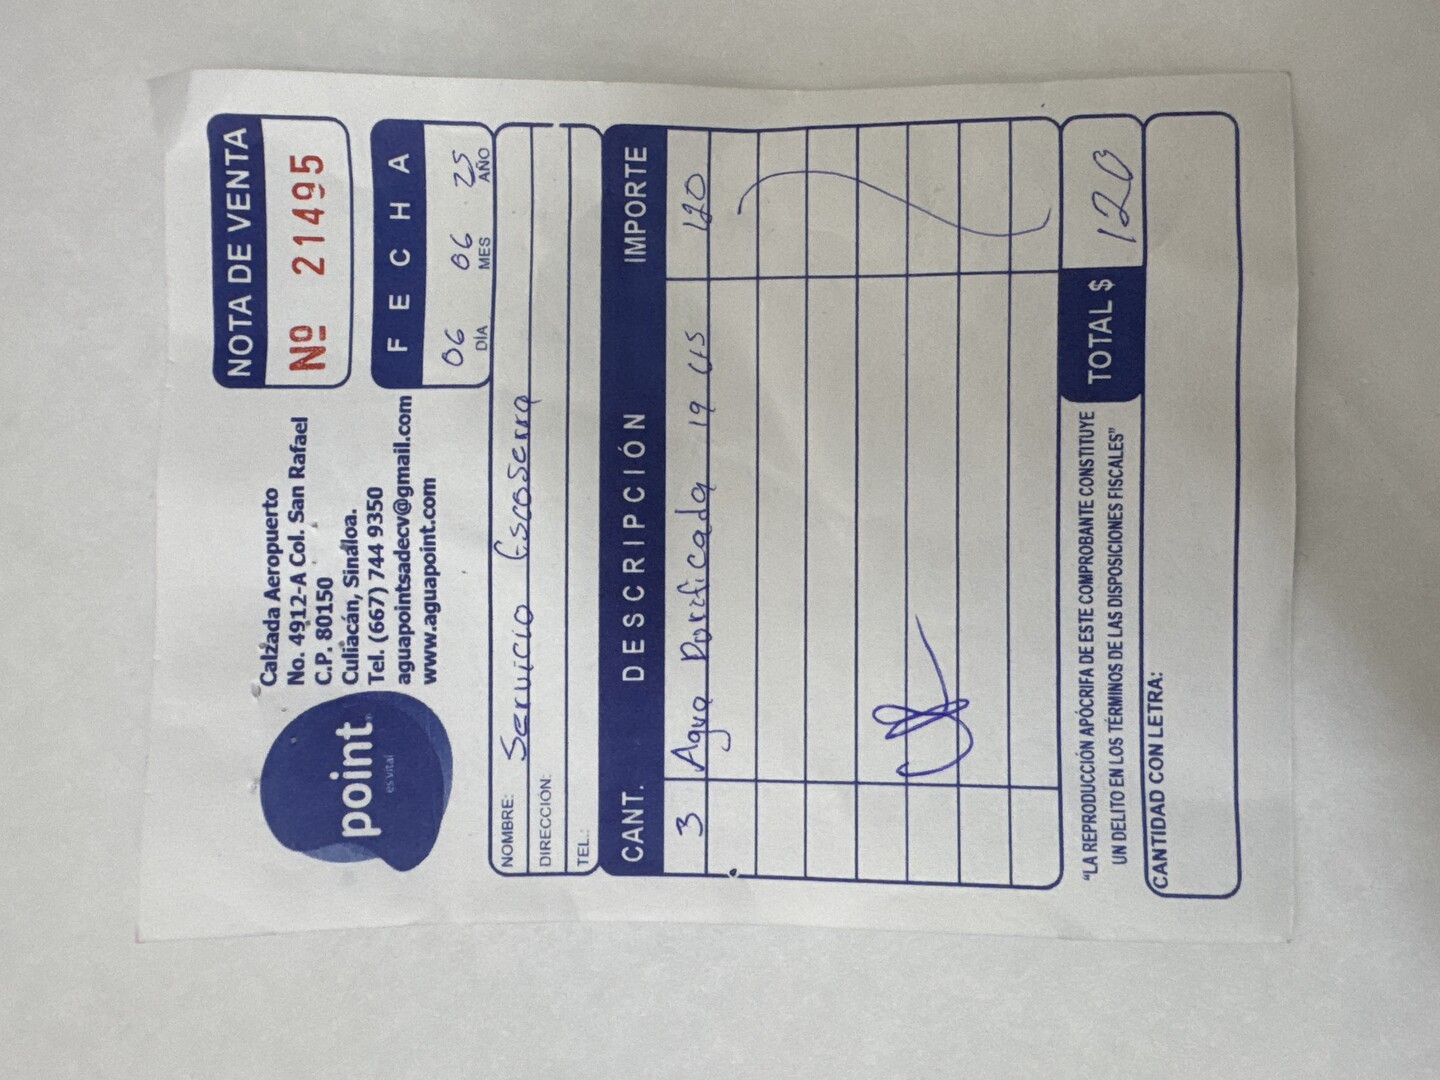 point
es vital
Calzada Aeropuerto
No. 4912-A Col. San Rafael
C.P. 80150
Culiacán, Sinaloa.
Tel. (667) 744 9350
aguapointsadecv@gmail.com
www.aguapoint.com
NOTA DE VENTA
Nº 21495
FECHA
06 06 25
DÍA MES AÑO
NOMBRE: Servicio Escoserra
DIRECCION:
TEL.:
CANT. DESCRIPCIÓN IMPORTE
3 Agua Purificada 19 Lts 120
"LA REPRODUCCIÓN APÓCRIFA DE ESTE COMPROBANTE CONSTITUYE
UN DELITO EN LOS TÉRMINOS DE LAS DISPOSICIONES FISCALES"
TOTAL $ 120
CANTIDAD CON LETRA: